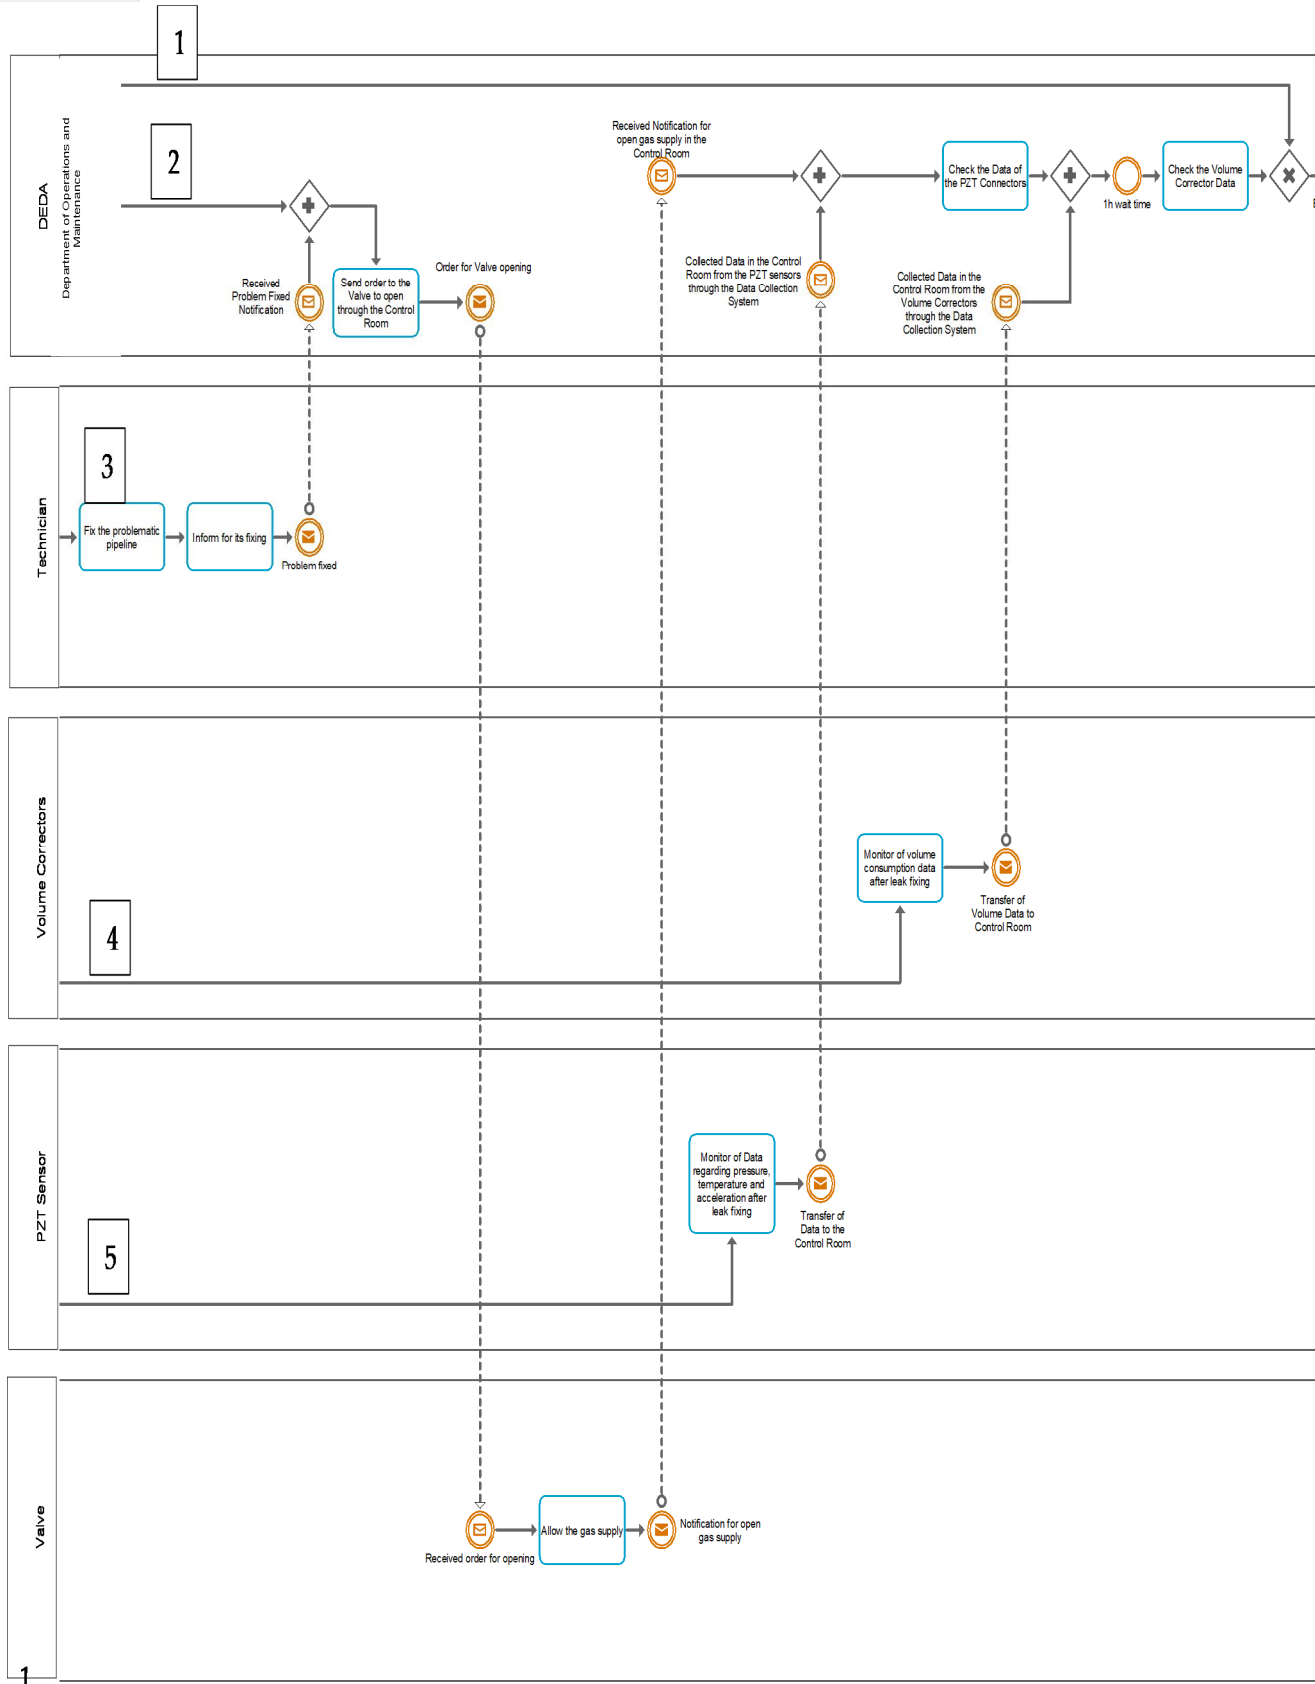 1
DEDA
Department of Operations and
Maintenance
2
Received
Problem Fixed
Notification
Send order to the
Valve to open
through the Control
Room
Order for Valve opening
Received Notification for
open gas supply in the
Control Room
Collected Data in the Control
Room from the PZT sensors
through the Data Collection
System
Check the Data of
the PZT Connectors
Collected Data in the
Control Room from the
Volume Correctors
through the Data
Collection System
1h wait time
Check the Volume
Corrector Data
Technician
3
Fix the problematic
pipeline
Inform for its fixing
Problem fixed
Volume Correctors
4
Monitor of volume
consumption data
after leak fixing
Transfer of
Volume Data to
Control Room
PZT Sensor
5
Monitor of Data
regarding pressure,
temperature and
acceleration after
leak fixing
Transfer of
Data to the
Control Room
Valve
Received order for opening
Allow the gas supply
Notification for open
gas supply
1